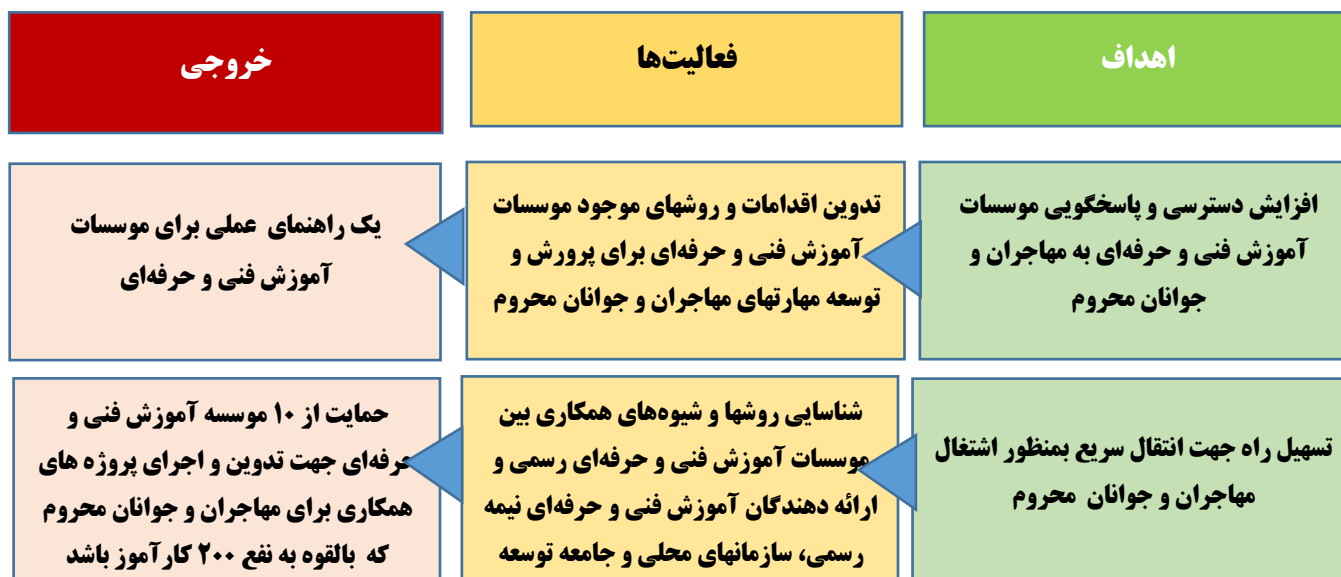 اهداف
فعالیت‌ها
خروجی
افزایش دسترسی و پاسخگویی موسسات
آموزش فنی و حرفه‌ای به مهاجران و
جوانان محروم
تدوین اقدامات و روشهای موجود موسسات
آموزش فنی و حرفه‌ای برای پرورش و
توسعه مهارتهای مهاجران و جوانان محروم
یک راهنمای عملی برای موسسات
آموزش فنی و حرفه‌ای
تسهیل راه جهت انتقال سریع بمنظور اشتغال
مهاجران و جوانان محروم
شناسایی روشها و شیوه‌های همکاری بین
موسسات آموزش فنی و حرفه‌ای رسمی و
ارائه دهندگان آموزش فنی و حرفه‌ای نیمه
رسمی، سازمانهای محلی و جامعه توسعه
حمایت از ۱۰ موسسه آموزش فنی و
حرفه‌ای جهت تدوین و اجرای پروژه های
همکاری برای مهاجران و جوانان محروم
که بالقوه به نفع ۲۰۰ کارآموز باشد